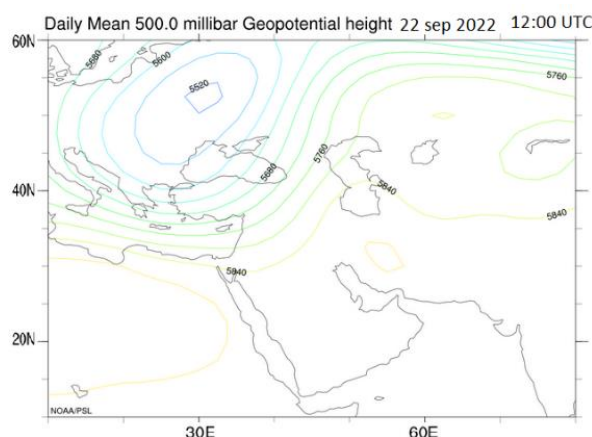 Daily Mean 500.0 millibar Geopotential height 22 sep 2022 12:00 UTC
60N
5680
5600
5760
5520
5760
5680
40N
5840
5840
5840
20N
NOAA/PSL
30E
60E